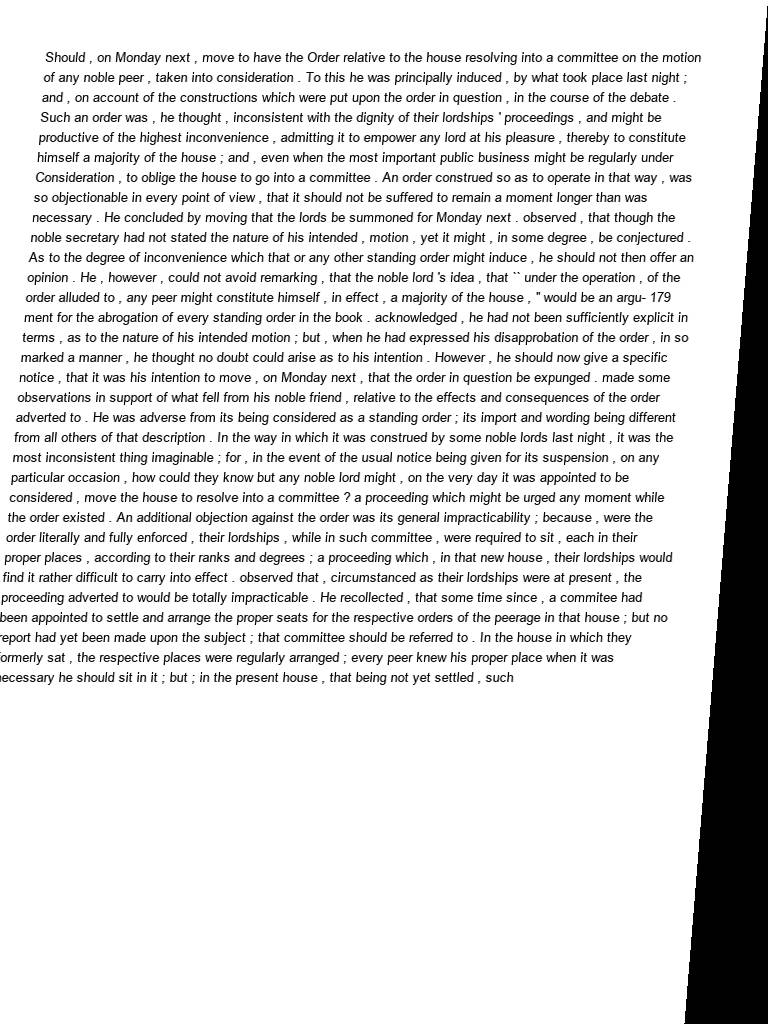 Should , on Monday next , move to have the Order relative to the house resolving into a committee on the motion
of any noble peer , taken into consideration . To this he was principally induced , by what took place last night ;
and , on account of the constructions which were put upon the order in question , in the course of the debate .
Such an order was , he thought , inconsistent with the dignity of their lordships ' proceedings , and might be
productive of the highest inconvenience , admitting it to empower any lord at his pleasure , thereby to constitute
himself a majority of the house ; and , even when the most important public business might be regularly under
Consideration , to oblige the house to go into a committee . An order construed so as to operate in that way , was
so objectionable in every point of view , that it should not be suffered to remain a moment longer than was
necessary . He concluded by moving that the lords be summoned for Monday next . observed , that though the
noble secretary had not stated the nature of his intended , motion , yet it might , in some degree , be conjectured .
As to the degree of inconvenience which that or any other standing order might induce , he should not then offer an
opinion . He , however , could not avoid remarking , that the noble lord 's idea , that `` under the operation , of the
order alluded to , any peer might constitute himself , in effect , a majority of the house , '' would be an argu- 179
ment for the abrogation of every standing order in the book . acknowledged , he had not been sufficiently explicit in
terms , as to the nature of his intended motion ; but , when he had expressed his disapprobation of the order , in so
marked a manner , he thought no doubt could arise as to his intention . However , he should now give a specific
notice , that it was his intention to move , on Monday next , that the order in question be expunged . made some
observations in support of what fell from his noble friend , relative to the effects and consequences of the order
adverted to . He was adverse from its being considered as a standing order ; its import and wording being different
from all others of that description . In the way in which it was construed by some noble lords last night , it was the
most inconsistent thing imaginable ; for , in the event of the usual notice being given for its suspension , on any
particular occasion , how could they know but any noble lord might , on the very day it was appointed to be
considered , move the house to resolve into a committee ? a proceeding which might be urged any moment while
the order existed . An additional objection against the order was its general impracticability ; because , were the
order literally and fully enforced , their lordships , while in such committee , were required to sit , each in their
proper places , according to their ranks and degrees ; a proceeding which , in that new house , their lordships would
find it rather difficult to carry into effect . observed that , circumstanced as their lordships were at present , the
proceeding adverted to would be totally impracticable . He recollected , that some time since , a commitee had
been appointed to settle and arrange the proper seats for the respective orders of the peerage in that house ; but no
report had yet been made upon the subject ; that committee should be referred to . In the house in which they
formerly sat , the respective places were regularly arranged ; every peer knew his proper place when it was
necessary he should sit in it ; but ; in the present house , that being not yet settled , such